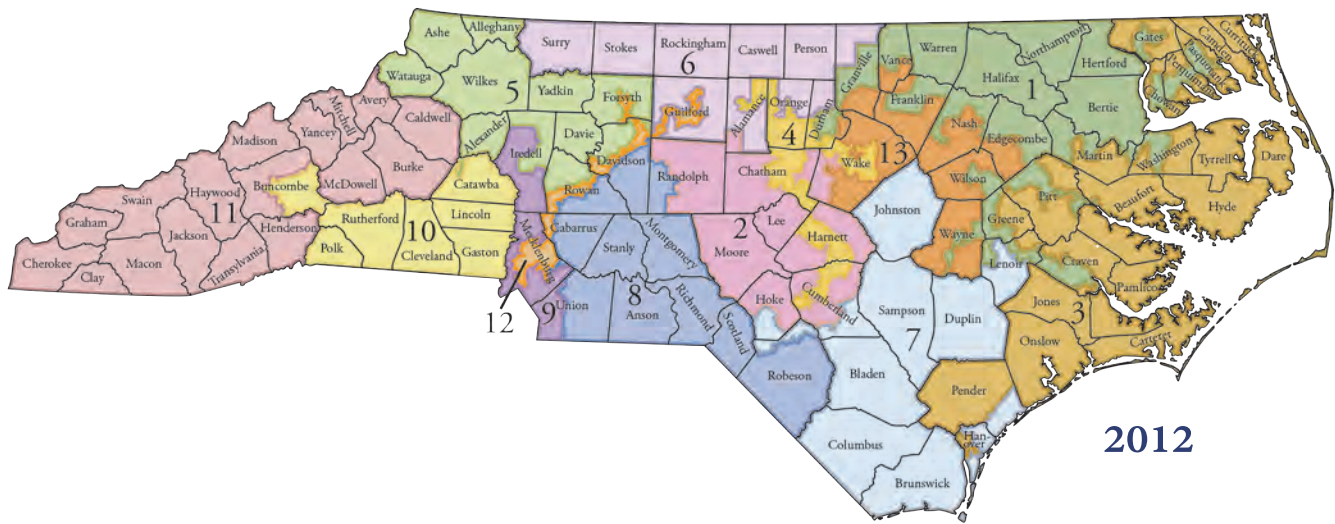 Ashe
Alleghany
Surry
Stokes
Rockingham
Caswell
Person
Granville
Vance
Warren
Northampton
Hertford
Gates
Currituck
Camden
Pasquotank
Perquimans
Chowan
6
Watauga
Wilkes
5
Yadkin
Forsyth
Guilford
Alamance
Orange
4
Durham
Franklin
Halifax
1
Bertie
Avery
Mitchell
Caldwell
Yancey
Madison
Alexander
Iredell
Davie
Davidson
Randolph
Chatham
Wake
13
Nash
Edgecombe
Martin
Washington
Tyrrell
Dare
Burke
McDowell
Buncombe
Haywood
Swain
11
Graham
Jackson
Henderson
Cherokee
Clay
Macon
Transylvania
Catawba
Rowan
Wilson
Pitt
Beaufort
Hyde
Rutherford
Lincoln
10
Polk
Cleveland
Gaston
Mecklenburg
Cabarrus
Stanly
Montgomery
Moore
2
Lee
Harnett
Johnston
Wayne
Greene
Lenoir
Craven
Pamlico
12
9
Union
8
Anson
Richmond
Scotland
Hoke
Cumberland
Sampson
7
Duplin
Jones
3
Onslow
Carteret
Robeson
Bladen
Pender
Columbus
Han-
over
Brunswick
2012